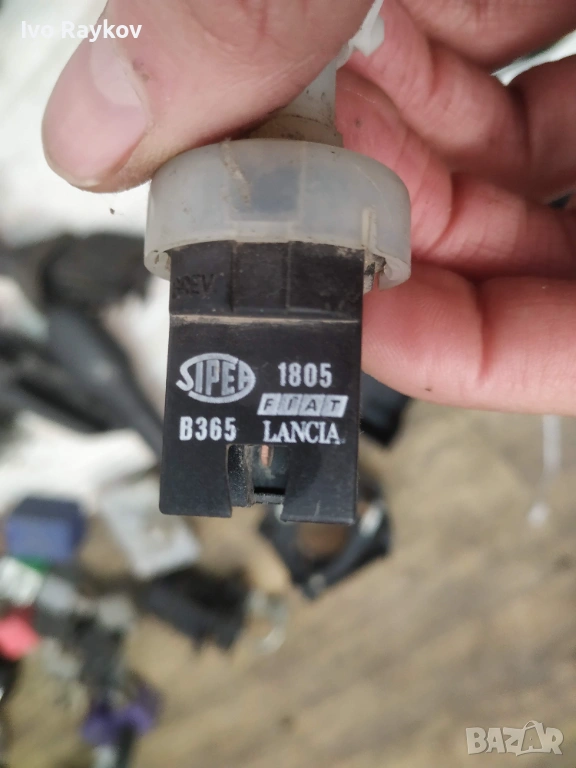 Ivo Raykov
SIPEA 1805
FIAT
B365 LANCIA
BAZAR